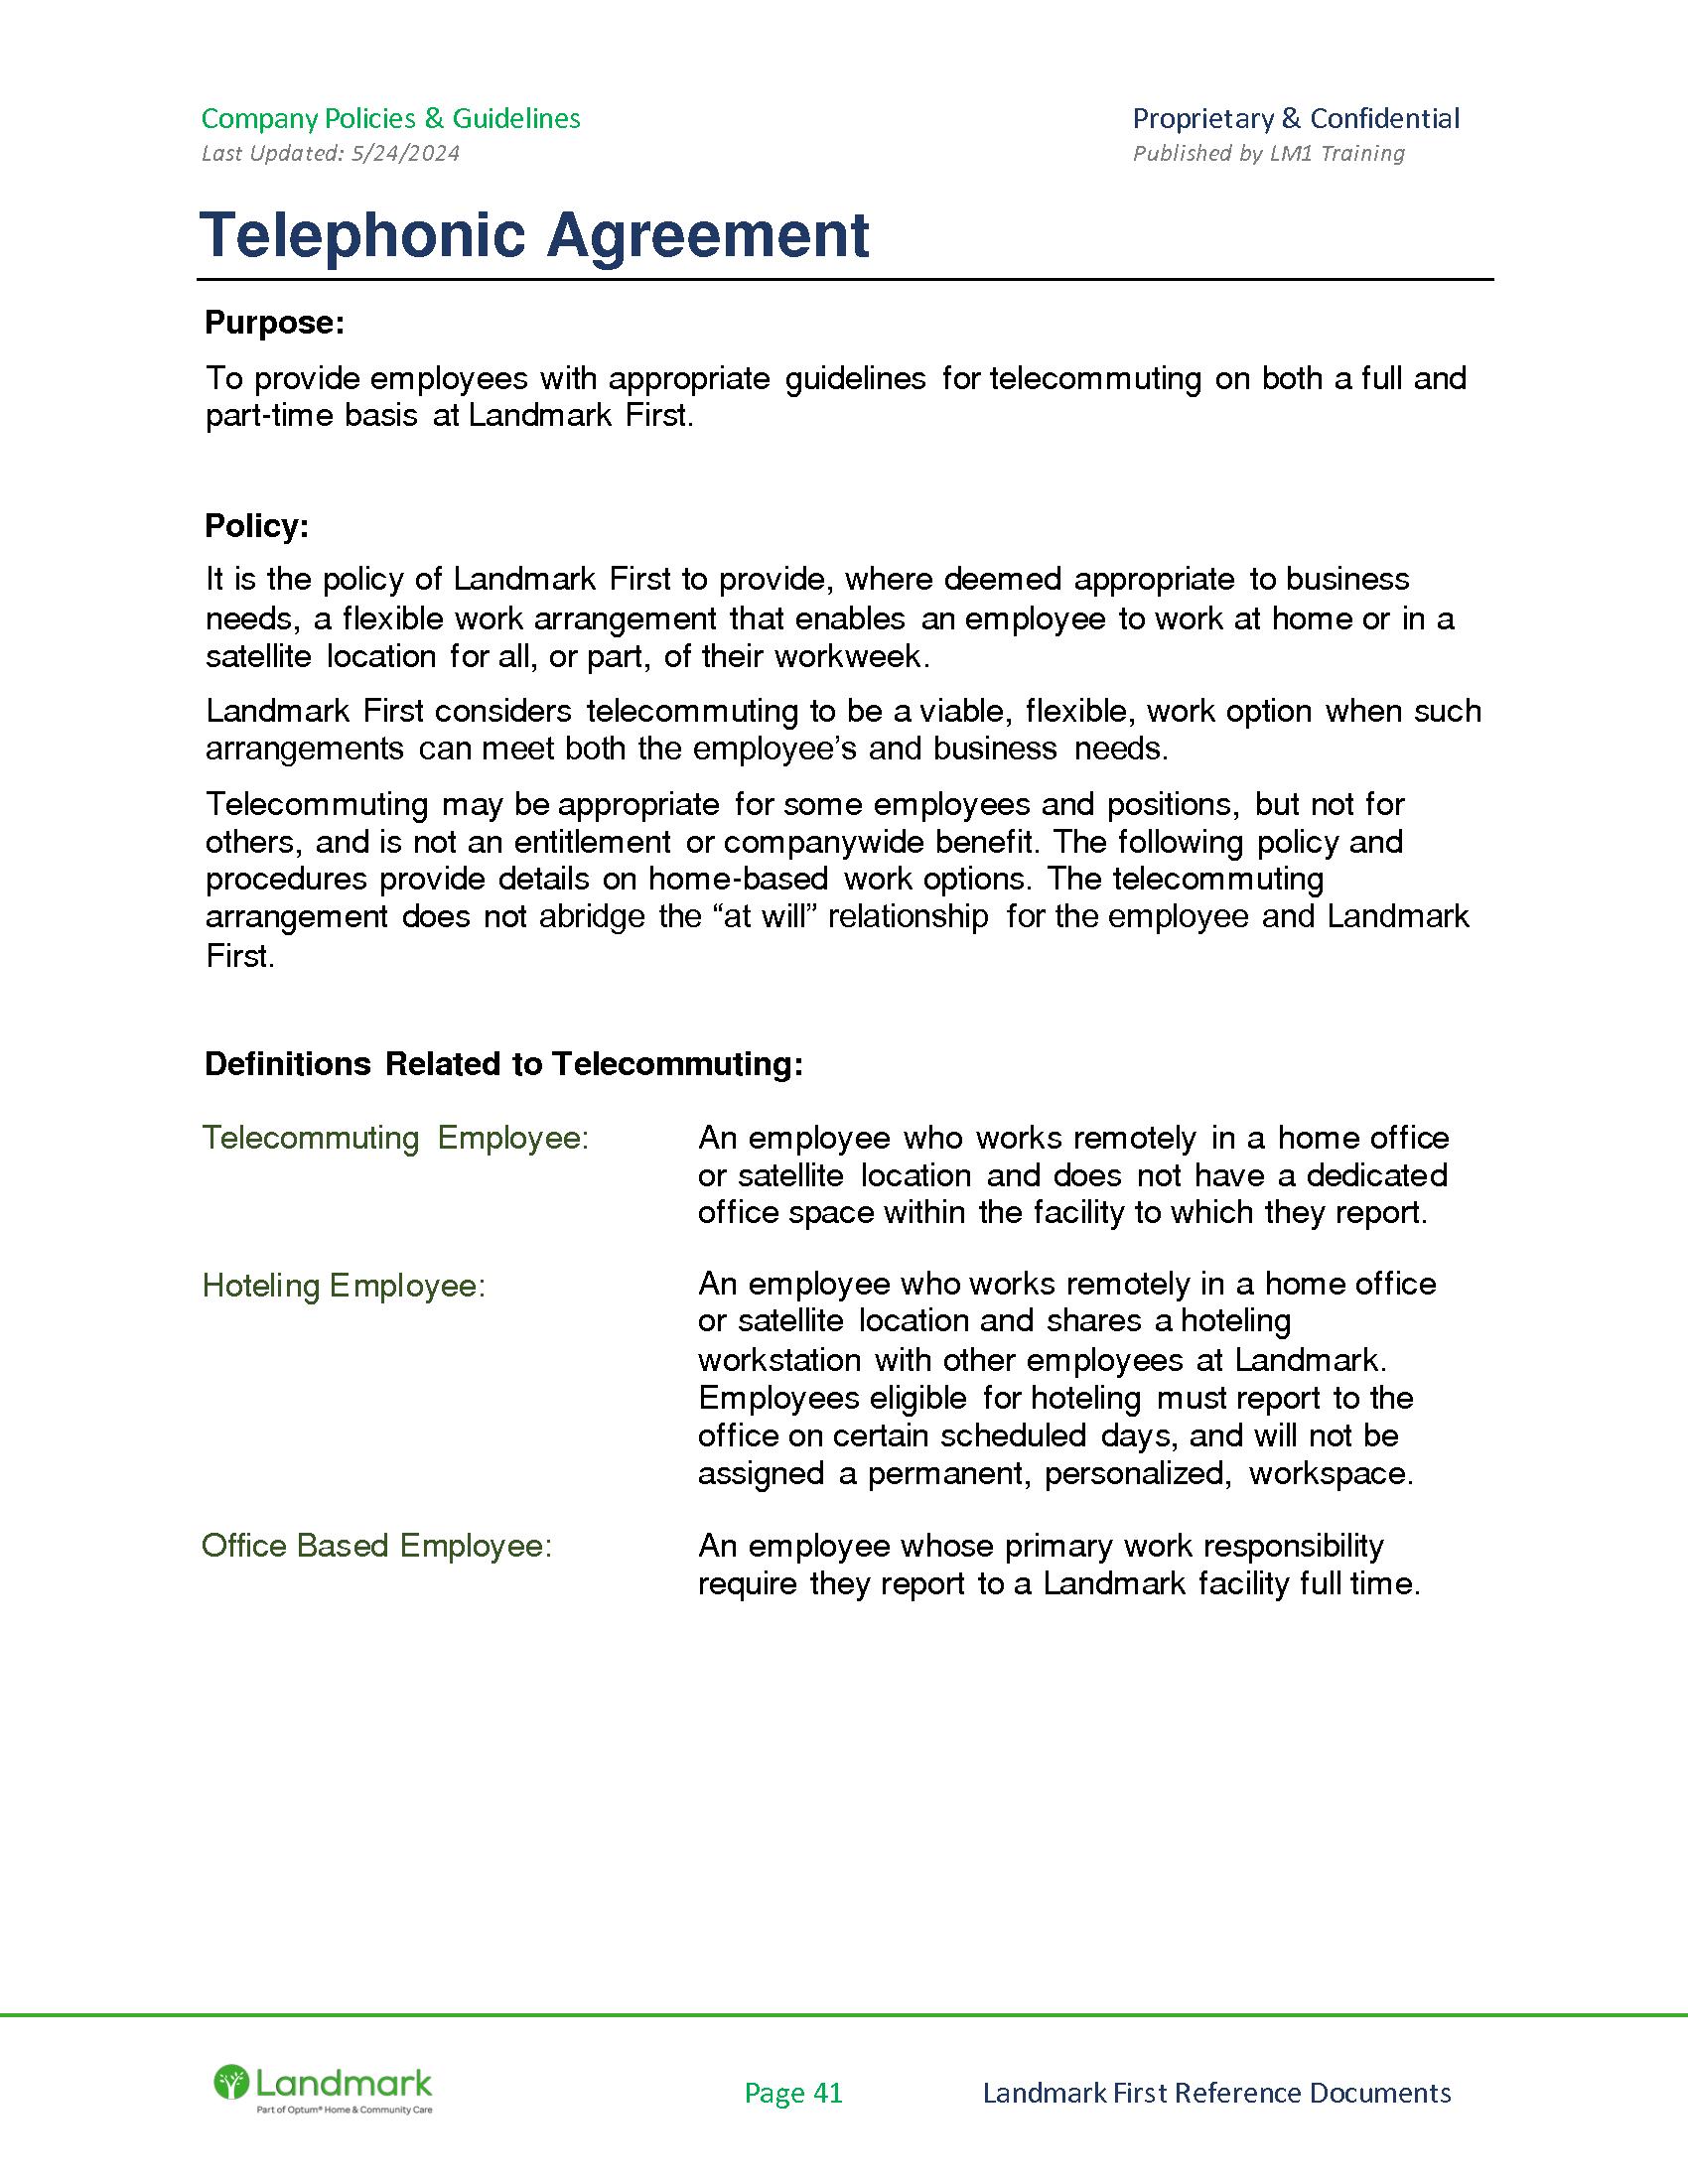 Company Policies & Guidelines
Proprietary & Confidential
Last Updated: 5/24/2024
Published by LM1 Training
Telephonic Agreement
Purpose:
To provide employees with appropriate guidelines for telecommuting on both a full and
part-time basis at Landmark First.
Policy:
It is the policy of Landmark First to provide, where deemed appropriate to business
needs, a flexible work arrangement that enables an employee to work at home or in a
satellite location for all, or part, of their workweek.
Landmark First considers telecommuting to be a viable, flexible, work option when such
arrangements can meet both the employee’s and business needs.
Telecommuting may be appropriate for some employees and positions, but not for
others, and is not an entitlement or companywide benefit. The following policy and
procedures provide details on home-based work options. The telecommuting
arrangement does not abridge the “at will” relationship for the employee and Landmark
First.
Definitions Related to Telecommuting:
Telecommuting Employee:
An employee who works remotely in a home office
or satellite location and does not have a dedicated
office space within the facility to which they report.
Hoteling Employee:
An employee who works remotely in a home office
or satellite location and shares a hoteling
workstation with other employees at Landmark.
Employees eligible for hoteling must report to the
office on certain scheduled days, and will not be
assigned a permanent, personalized, workspace.
Office Based Employee:
An employee whose primary work responsibility
require they report to a Landmark facility full time.
Landmark
Part of Optum® Home & Community Care
Page 41
Landmark First Reference Documents